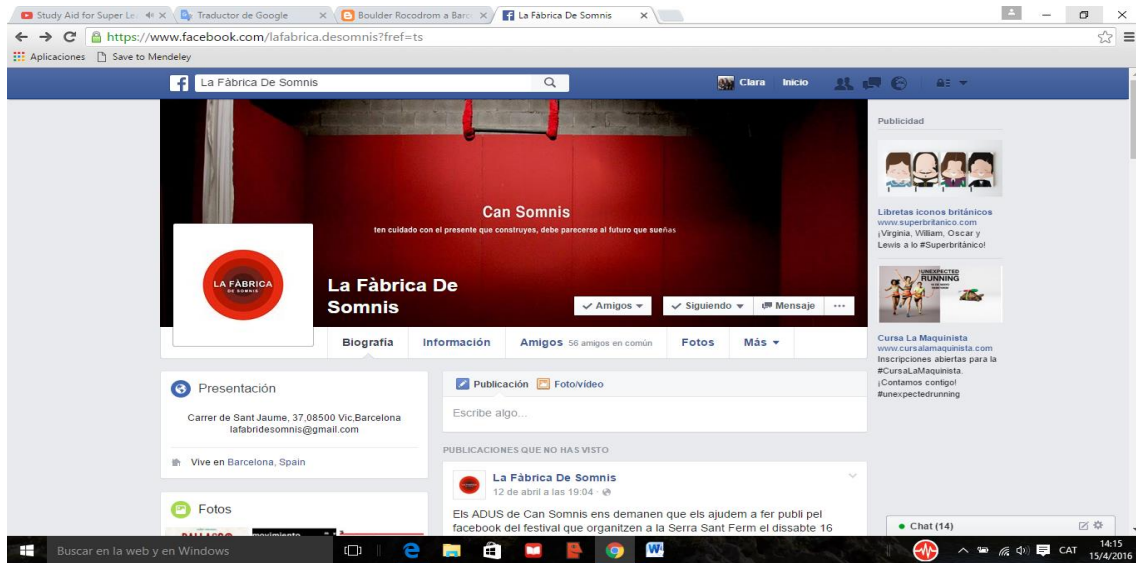 Study Aid for Super Le
Traductor de Google
Boulder Rocodrom a Barc
La Fàbrica De Somnis
https://www.facebook.com/lafabrica.desomnis?fref=ts
Aplicaciones
Save to Mendeley
La Fàbrica De Somnis
Clara
Inicio
Can Somnis
ten cuidado con el presente que construyes, debe parecerse al futuro que sueñas
LA FÀBRICA
DE SOMNIS
La Fàbrica De
Somnis
Amigos
Siguiendo
Mensaje
Biografía
Información
Amigos 56 amigos en común
Fotos
Más
Presentación
Carrer de Sant Jaume, 37,08500 Vic,Barcelona
lafabridesomnis@gmail.com
Vive en Barcelona, Spain
Fotos
Publicación
Foto/vídeo
Escribe algo...
PUBLICACIONES QUE NO HAS VISTO
La Fàbrica De Somnis
12 de abril a las 19:04
Els ADUS de Can Somnis ens demanen que els ajudem a fer publi pel
facebook del festival que organitzen a la Serra Sant Ferm el dissabte 16
Publicidad
Libretas iconos británicos
www.superbritanico.com
¡Virginia, William, Oscar y
Lewis a lo #Superbritánico!
UNEXPECTED
RUNNING
Cursa La Maquinista
www.cursalamaquinista.com
Inscripciones abiertas para la
#CursaLaMaquinista.
¡Contamos contigo!
#unexpectedrunning
Chat (14)
Buscar en la web y en Windows
CAT
14:15
15/4/2016